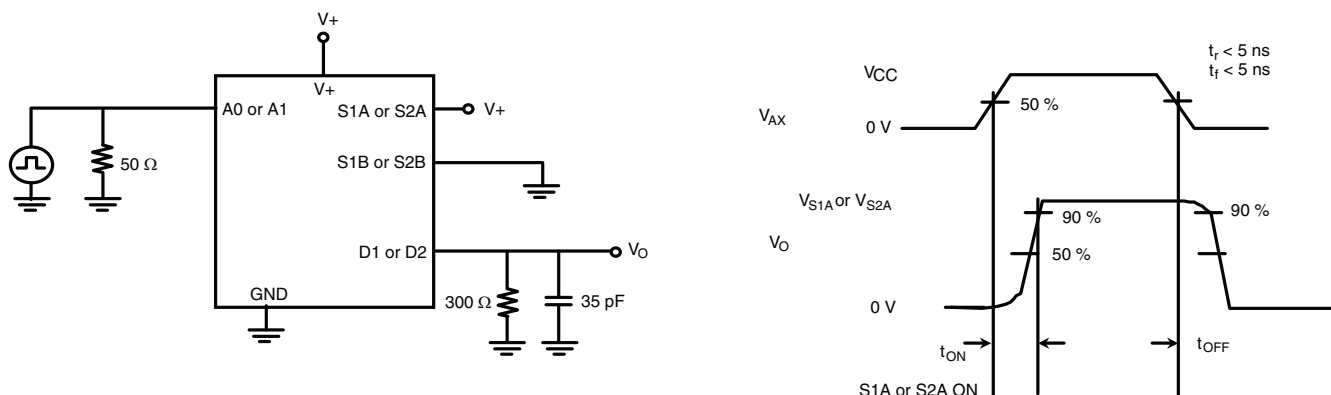 V+
V+
A0 or A1
S1A or S2A
V+
50 Ω
S1B or S2B
D1 or D2
VO
GND
300 Ω
35 pF
tr < 5 ns
tf < 5 ns
VCC
VAX
50 %
0 V
VS1A or VS2A
90 %
90 %
VO
50 %
0 V
tON
tOFF
S1A or S2A ON